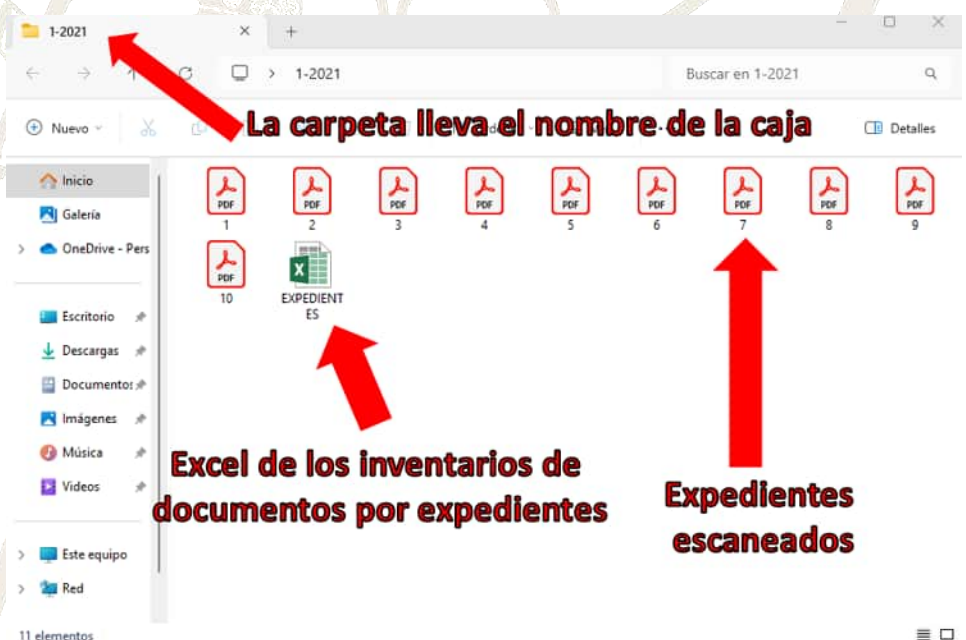 1-2021
1-2021
Buscar en 1-2021
Nuevo
La carpeta lleva el nombre de la caja
Detalles
Inicio
Galería
OneDrive - Pers
Escritorio
Descargas
Documentos
Imágenes
Música
Videos
Este equipo
Red
PDF PDF PDF PDF PDF PDF PDF PDF PDF
1 2 3 4 5 6 7 8 9
PDF
10
EXPEDIENT
ES
Excel de los inventarios de
documentos por expedientes
Expedientes
escaneados
11 elementos